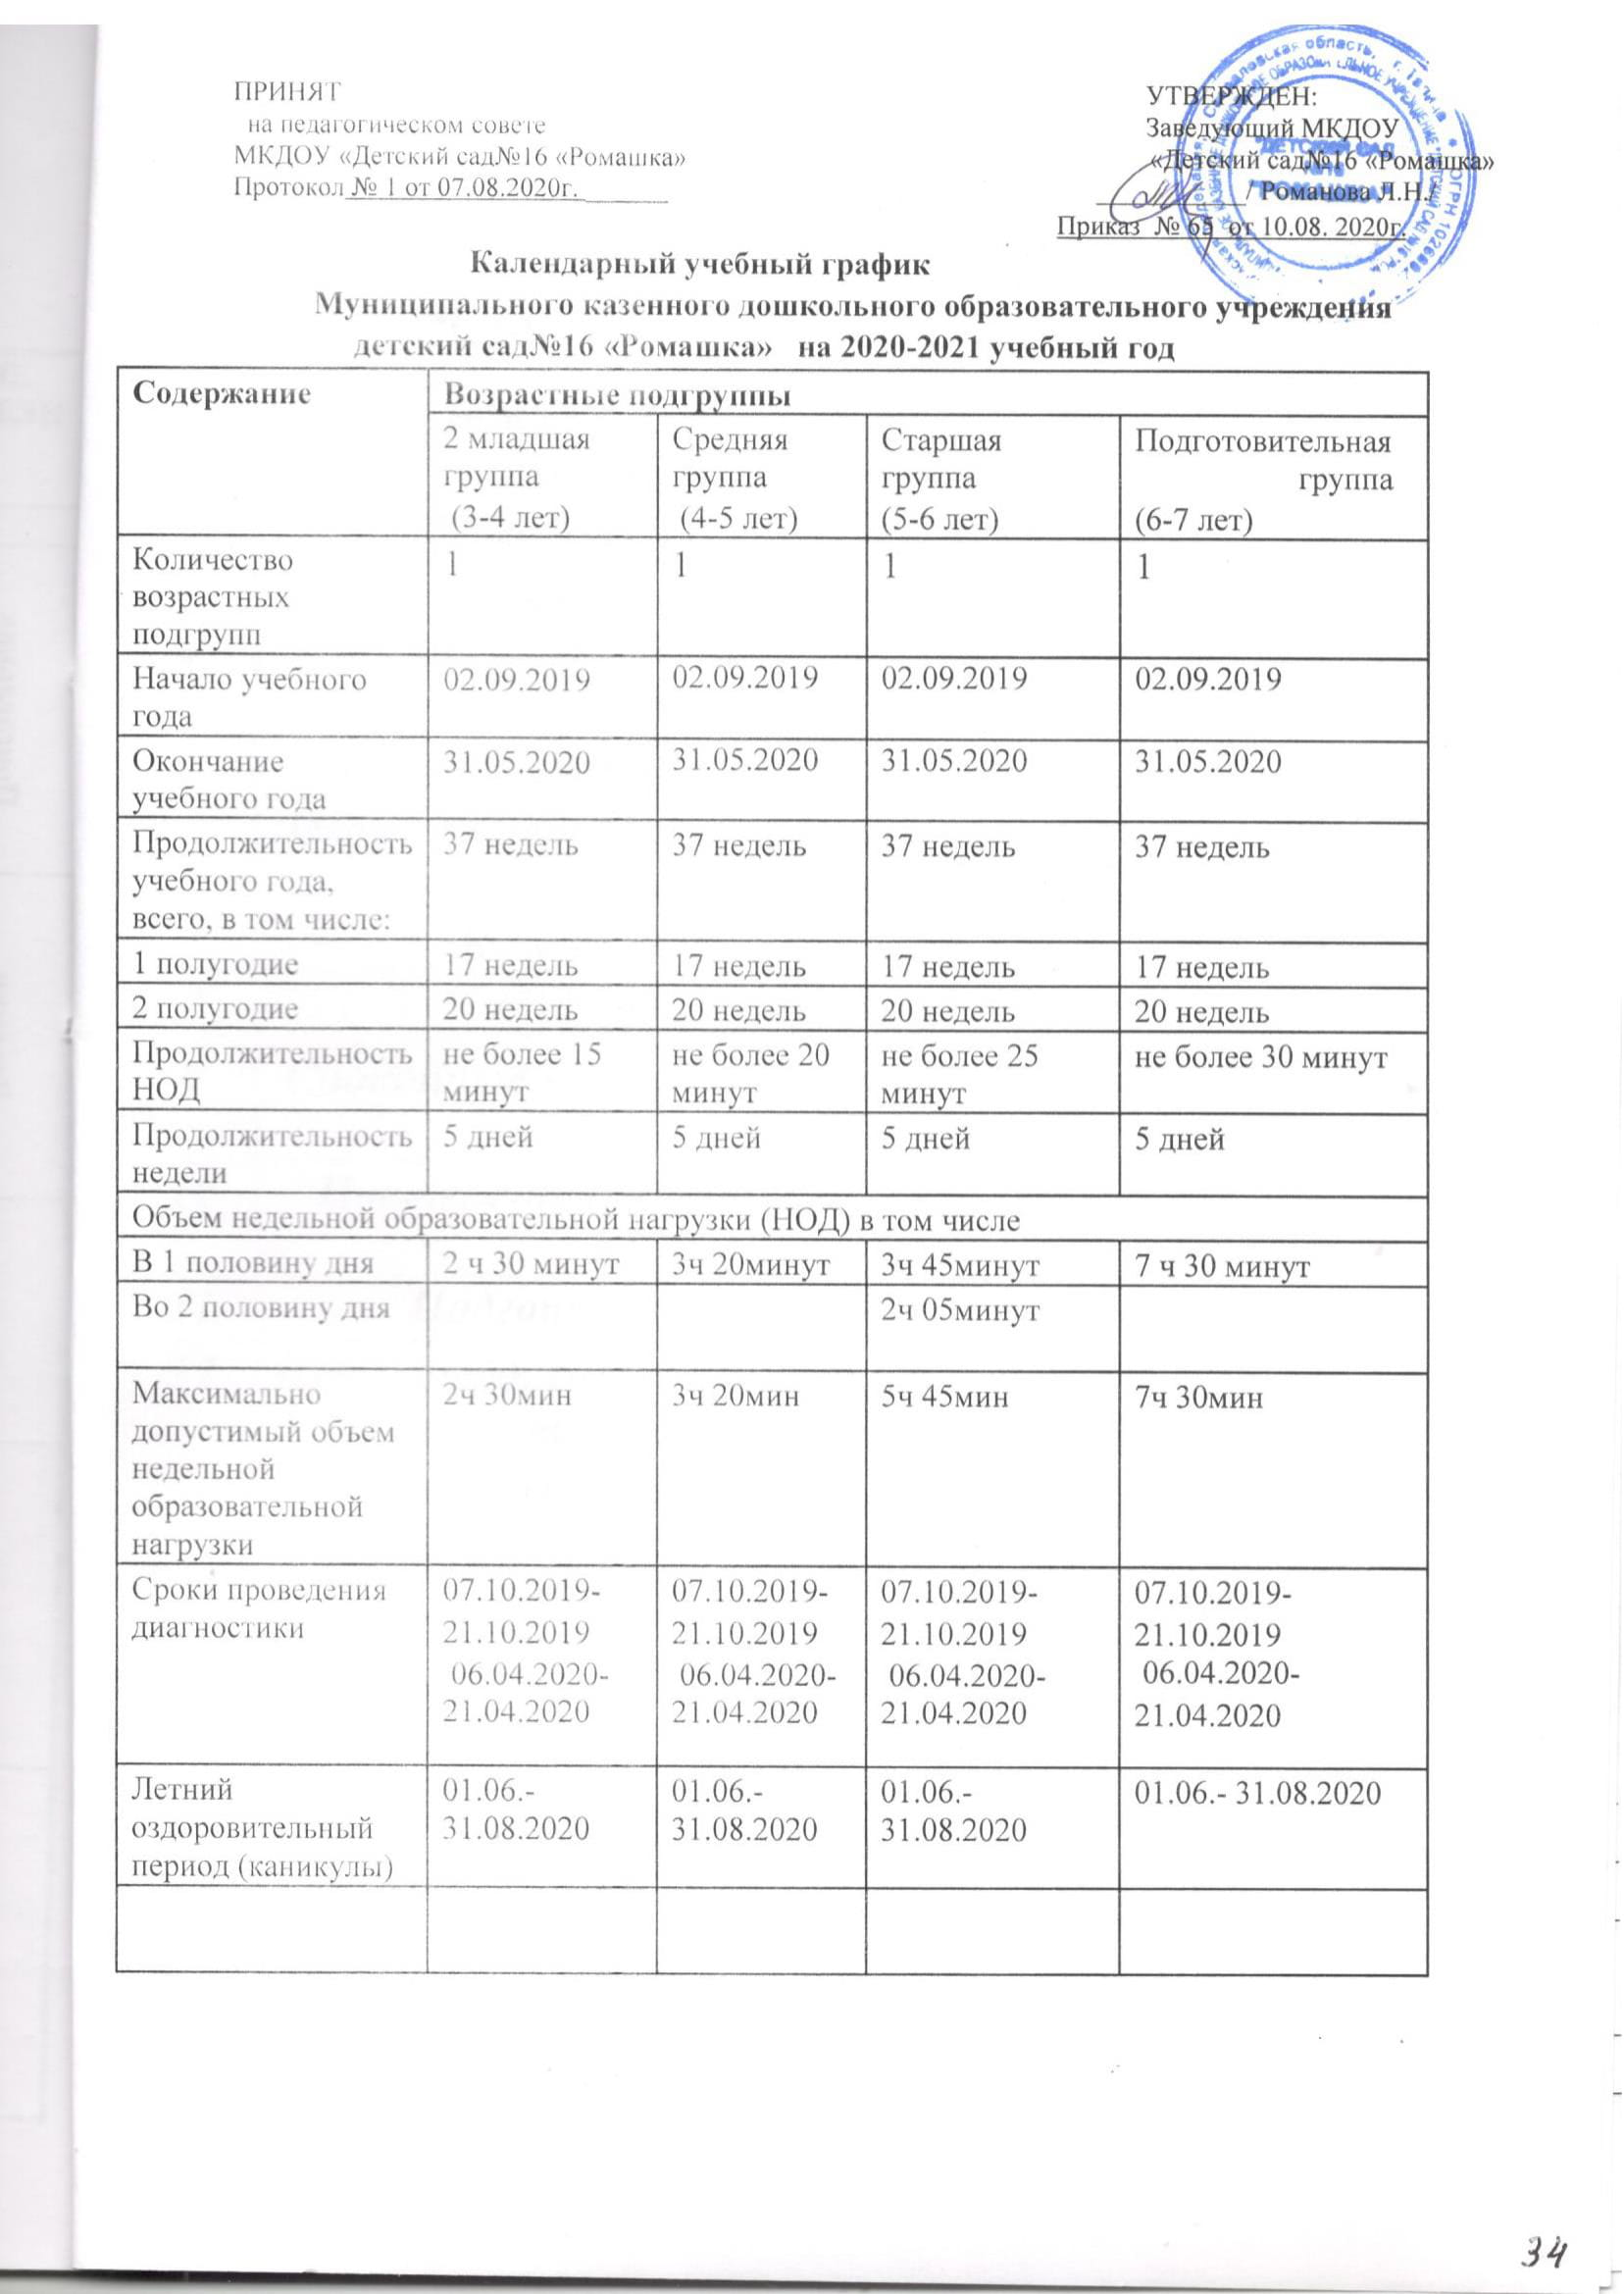 ПРИНЯТ
на педагогическом совете
МКДОУ «Детский сад№16 «Ромашка»
Протокол № 1 от 07.08.2020г.
УТВЕРЖДЕН:
Заведующий МКДОУ
«Детский сад№16 «Ромашка»
/ Романова Л.Н./
Приказ № 65 от 10.08. 2020г.
Календарный учебный график
Муниципального казенного дошкольного образовательного учреждения
детский сад№16 «Ромашка» на 2020-2021 учебный год
Содержание
Возрастные подгруппы
2 младшая
группа
(3-4 лет)
Средняя
группа
(4-5 лет)
Старшая
группа
(5-6 лет)
Подготовительная
группа
(6-7 лет)
Количество
возрастных
подгрупп
1
1
1
1
Начало учебного
года
02.09.2019
02.09.2019
02.09.2019
02.09.2019
Окончание
учебного года
31.05.2020
31.05.2020
31.05.2020
31.05.2020
Продолжительность
учебного года,
всего, в том числе:
37 недель
37 недель
37 недель
37 недель
1 полугодие
17 недель
17 недель
17 недель
17 недель
2 полугодие
20 недель
20 недель
20 недель
20 недель
Продолжительность
НОД
не более 15
минут
не более 20
минут
не более 25
минут
не более 30 минут
Продолжительность
недели
5 дней
5 дней
5 дней
5 дней
Объем недельной образовательной нагрузки (НОД) в том числе
В 1 половину дня
2 ч 30 минут
3ч 20минут
3ч 45минут
7 ч 30 минут
Во 2 половину дня
2ч 05минут
Максимально
допустимый объем
недельной
образовательной
нагрузки
2ч 30мин
3ч 20мин
5ч 45мин
7ч 30мин
Сроки проведения
диагностики
07.10.2019-
21.10.2019
06.04.2020-
21.04.2020
07.10.2019-
21.10.2019
06.04.2020-
21.04.2020
07.10.2019-
21.10.2019
06.04.2020-
21.04.2020
07.10.2019-
21.10.2019
06.04.2020-
21.04.2020
Летний
оздоровительный
период (каникулы)
01.06.-
31.08.2020
01.06.-
31.08.2020
01.06.-
31.08.2020
01.06.- 31.08.2020
34